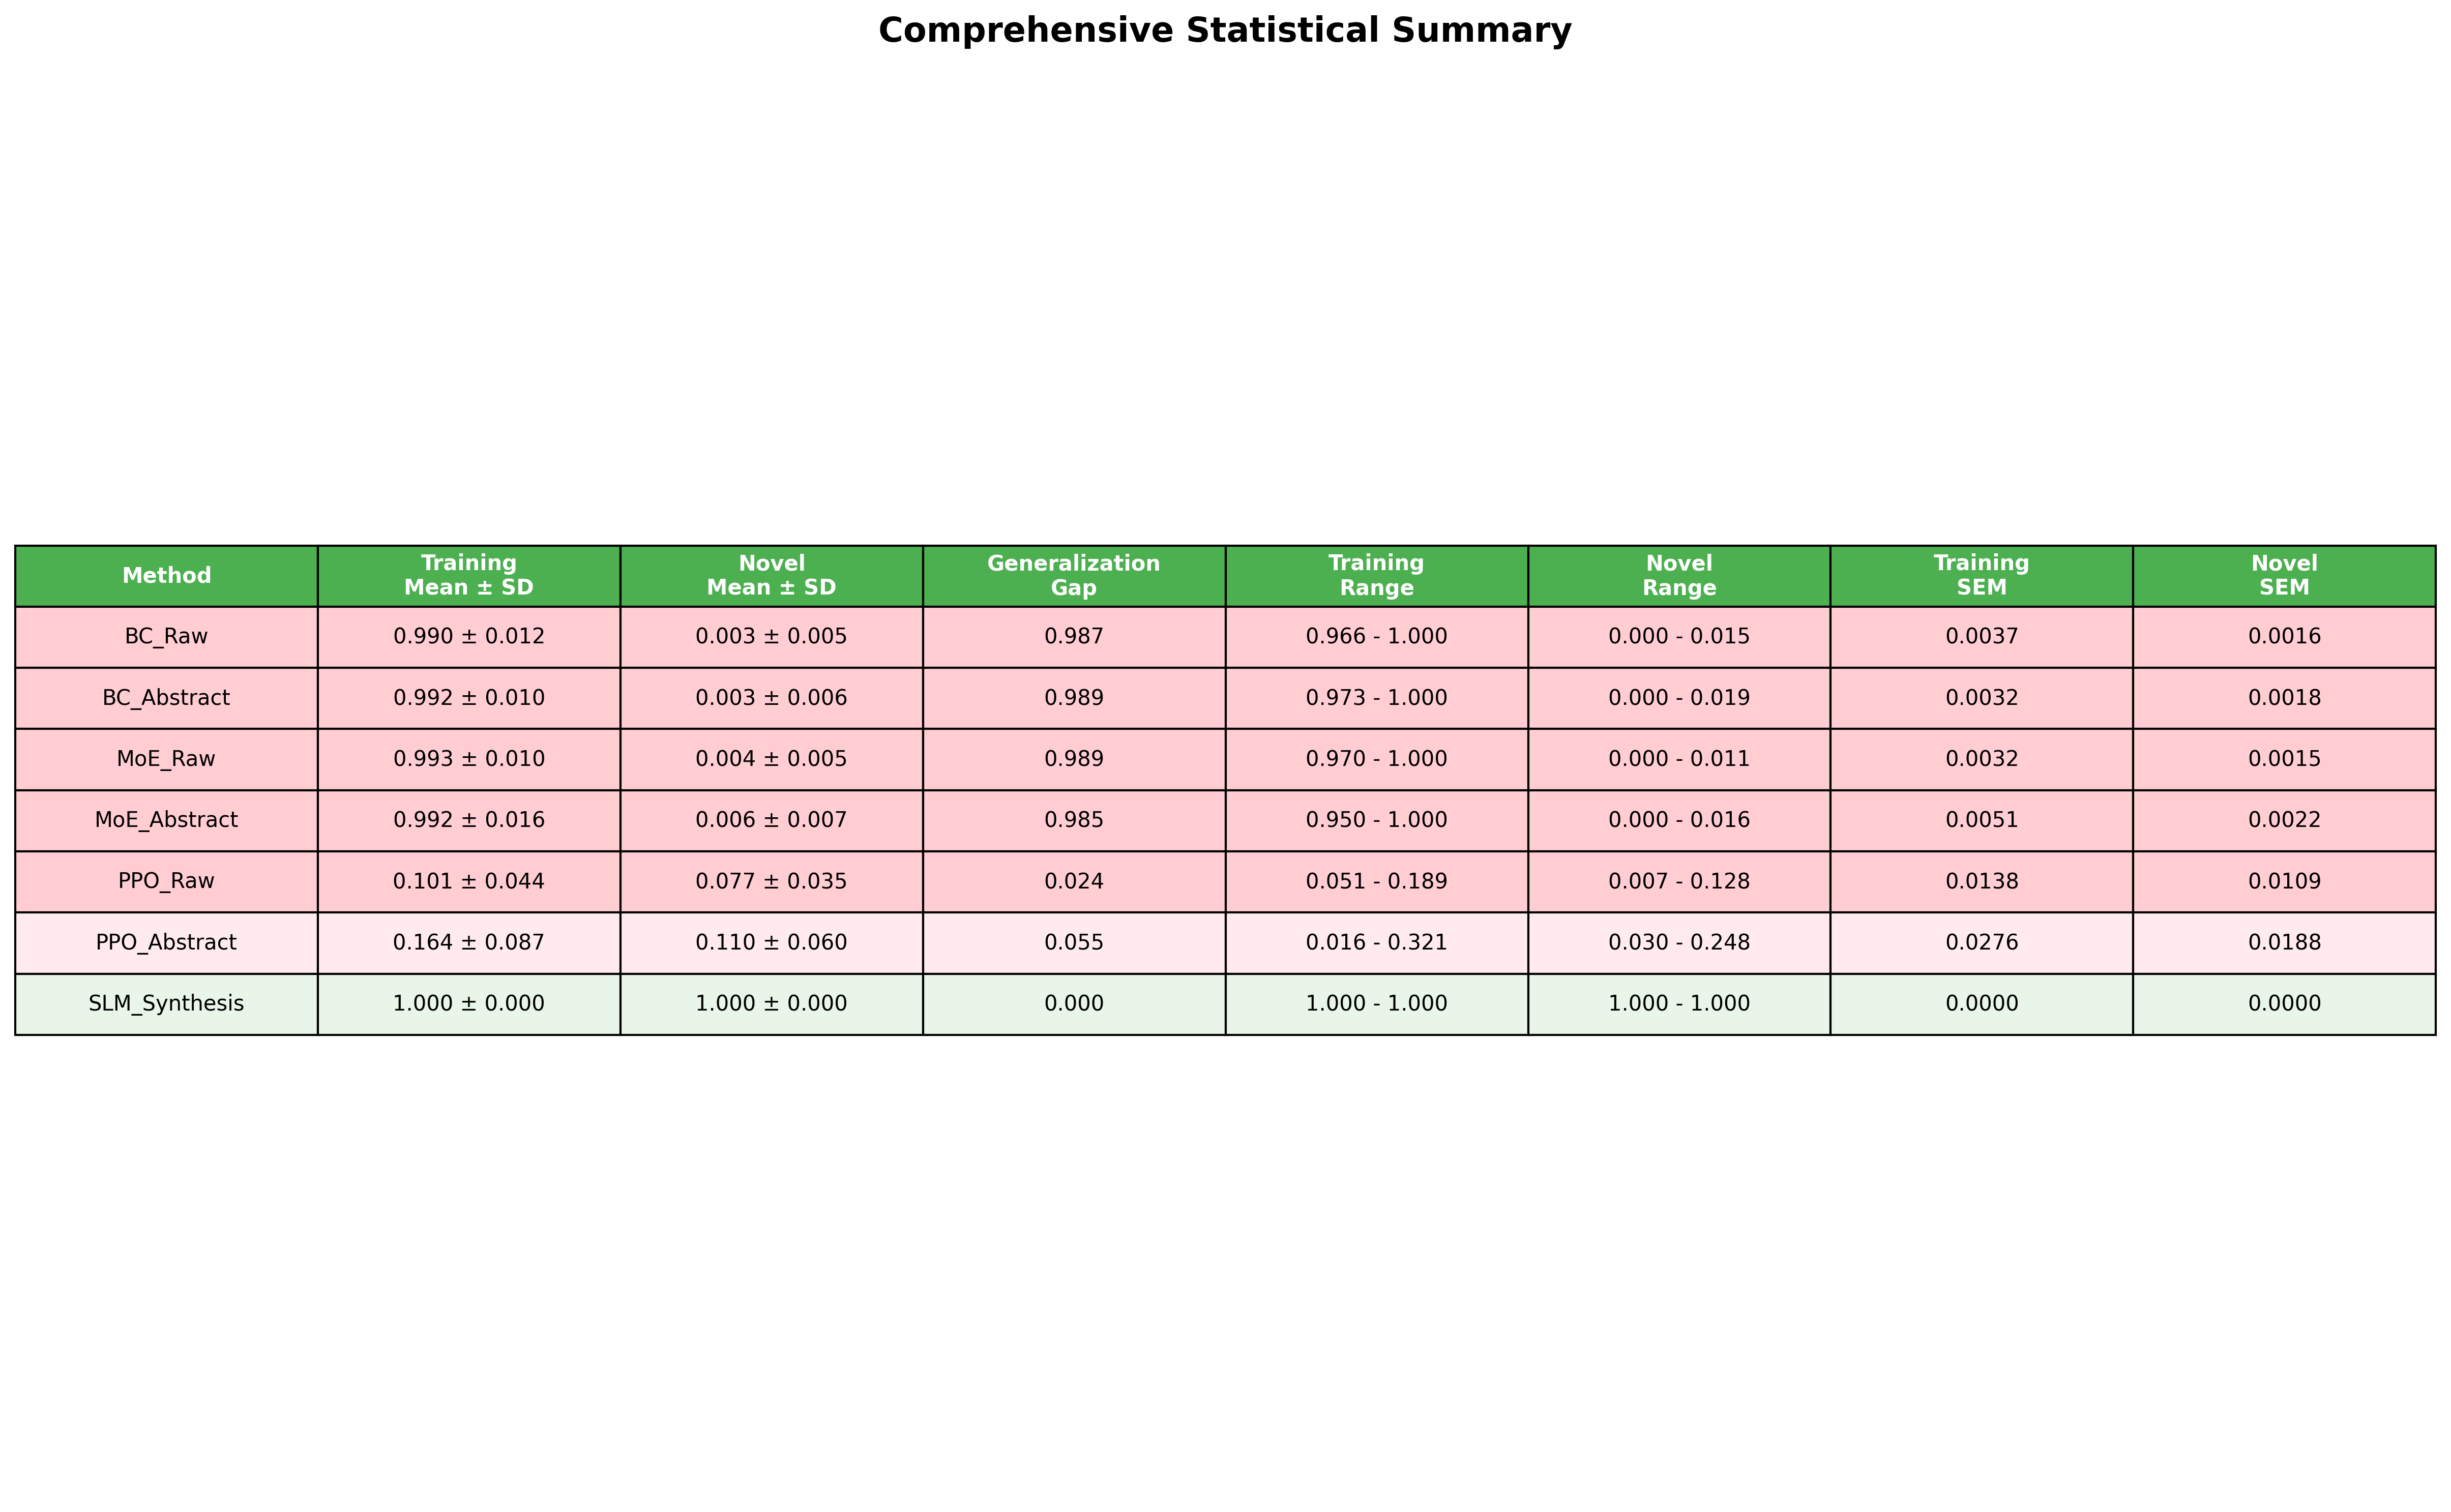 Comprehensive Statistical Summary
Method Training Mean ± SD Novel Mean ± SD Generalization Gap Training Range Novel Range Training SEM Novel SEM
BC_Raw 0.990 ± 0.012 0.003 ± 0.005 0.987 0.966 - 1.000 0.000 - 0.015 0.0037 0.0016
BC_Abstract 0.992 ± 0.010 0.003 ± 0.006 0.989 0.973 - 1.000 0.000 - 0.019 0.0032 0.0018
MoE_Raw 0.993 ± 0.010 0.004 ± 0.005 0.989 0.970 - 1.000 0.000 - 0.011 0.0032 0.0015
MoE_Abstract 0.992 ± 0.016 0.006 ± 0.007 0.985 0.950 - 1.000 0.000 - 0.016 0.0051 0.0022
PPO_Raw 0.101 ± 0.044 0.077 ± 0.035 0.024 0.051 - 0.189 0.007 - 0.128 0.0138 0.0109
PPO_Abstract 0.164 ± 0.087 0.110 ± 0.060 0.055 0.016 - 0.321 0.030 - 0.248 0.0276 0.0188
SLM_Synthesis 1.000 ± 0.000 1.000 ± 0.000 0.000 1.000 - 1.000 1.000 - 1.000 0.0000 0.0000